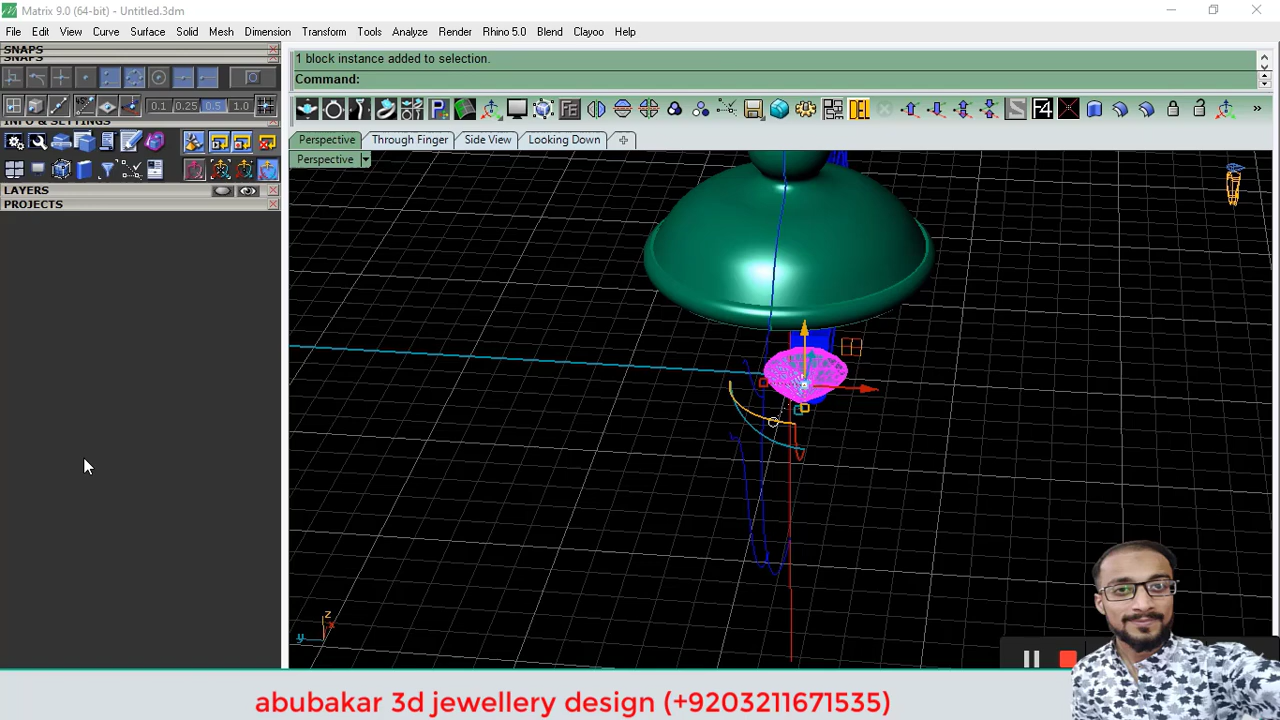 Matrix 9.0 (64-bit) - Untitled.3dm
File Edit View Curve Surface Solid Mesh Dimension Transform Tools Analyze Render Rhino 5.0 Blend Clayoo Help
SNAPS
SNAPS
0.1 0.25 0.5 1.0
INFO & SETTINGS
LAYERS
PROJECTS
1 block instance added to selection.
Command:
F4
Perspective Through Finger Side View Looking Down
Perspective
z
x
y
abubakar 3d jewellery design (+9203211671535)